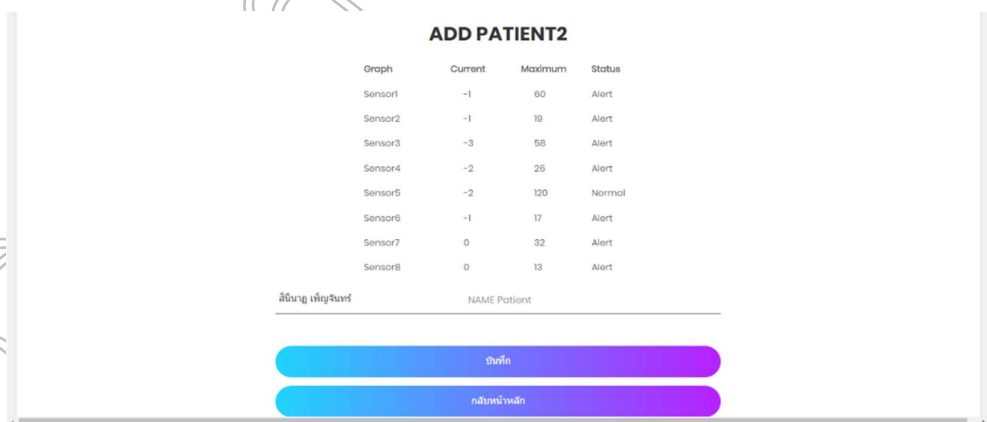 ADD PATIENT2
Graph Current Maximum Status
Sensor1 -1 60 Alert
Sensor2 -1 19 Alert
Sensor3 -3 58 Alert
Sensor4 -2 26 Alert
Sensor5 -2 120 Normal
Sensor6 -1 17 Alert
Sensor7 0 32 Alert
Sensor8 0 13 Alert
สินีนาฏ เพ็ญจันทร์ NAME Patient
บันทึก
กลับหน้าหลัก